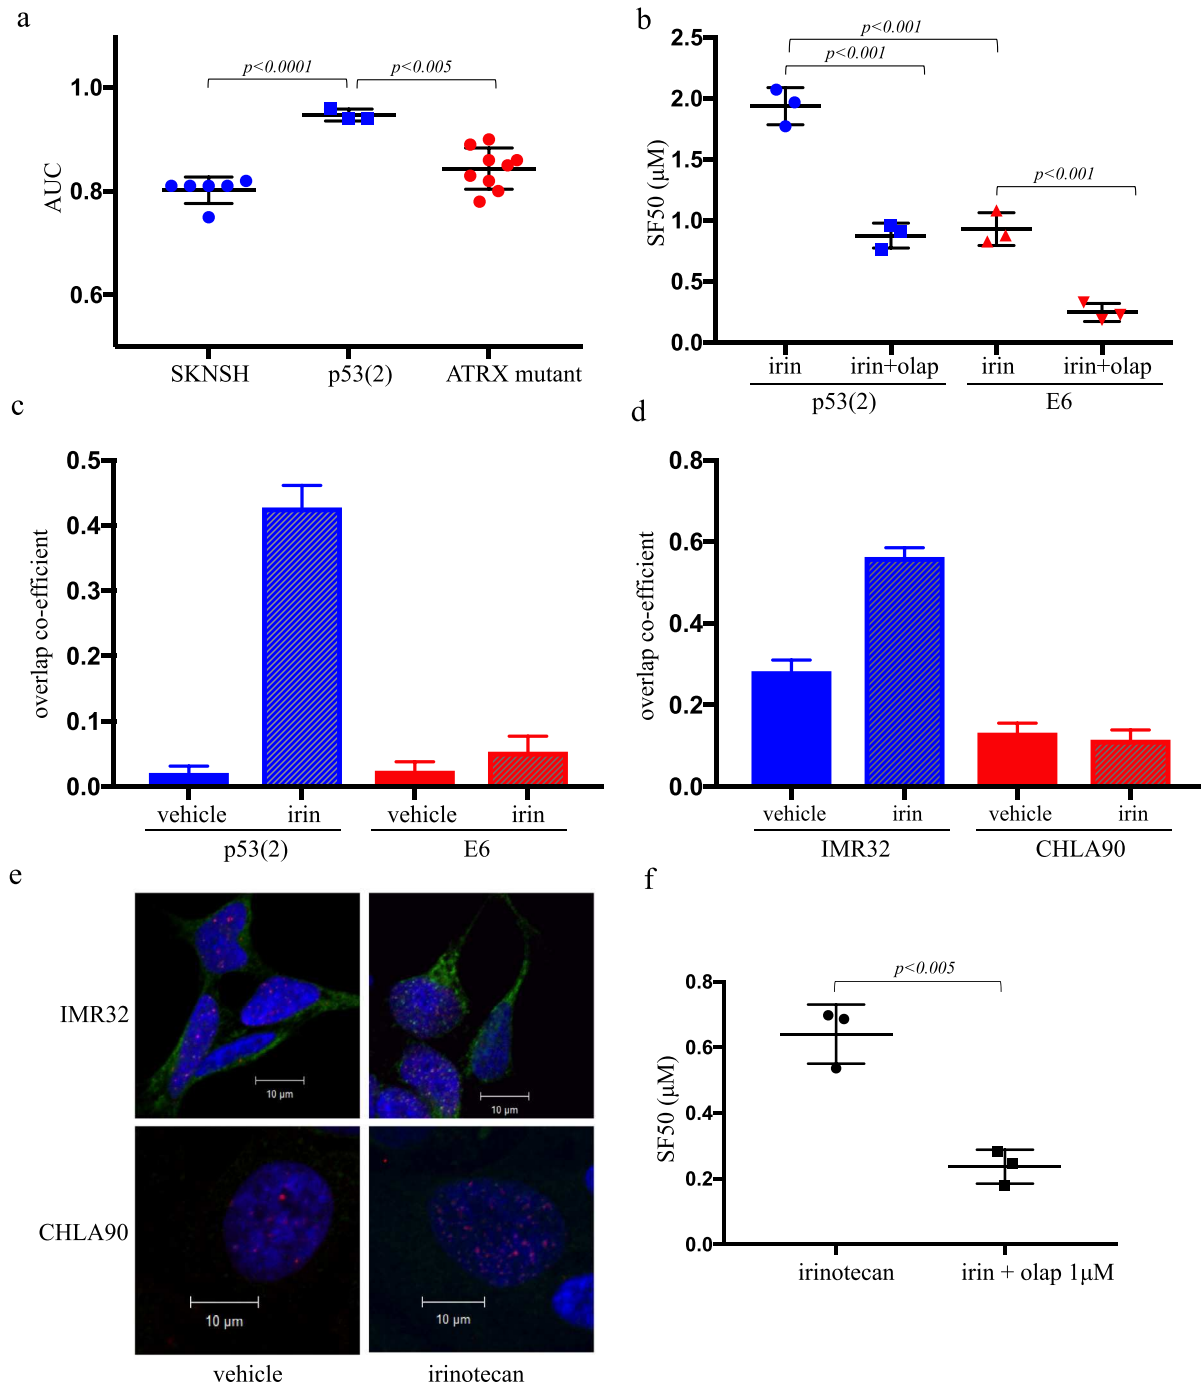 a
p<0.0001
p<0.005
1.0
0.8
0.6
AUC
SKNSH
p53(2)
ATRX mutant
b
p<0.001
p<0.001
p<0.001
2.5
2.0
1.5
1.0
0.5
0.0
SF50 (μM)
irin
irin+olap
irin
irin+olap
p53(2)
E6
c
0.5
0.4
0.3
0.2
0.1
0.0
overlap co-efficient
vehicle
irin
vehicle
irin
p53(2)
E6
d
0.8
0.6
0.4
0.2
0.0
overlap co-efficient
vehicle
irin
vehicle
irin
IMR32
CHLA90
e
IMR32
10 μm
10 μm
CHLA90
10 μm
10 μm
vehicle
irinotecan
f
p<0.005
0.8
0.6
0.4
0.2
0.0
SF50 (μM)
irinotecan
irin + olap 1μM